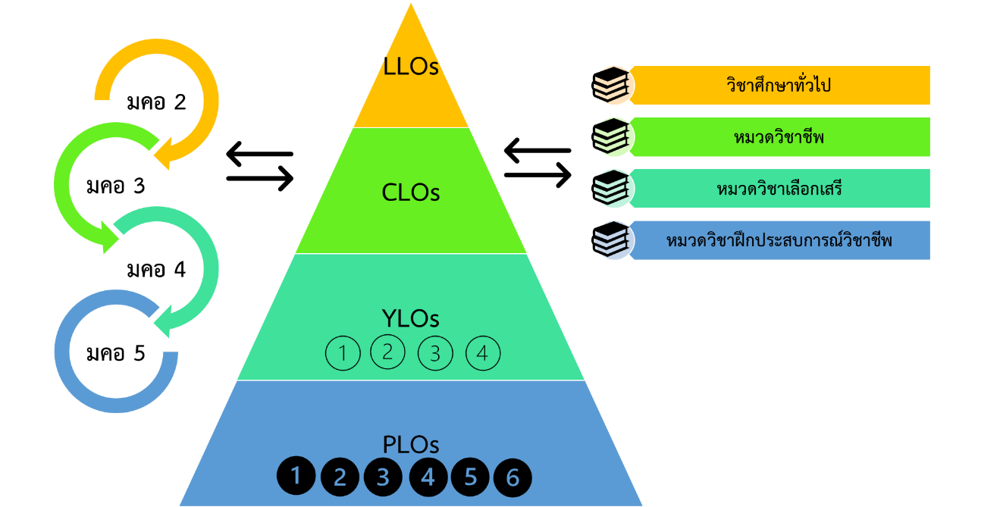 มคอ 2
มคอ 3
มคอ 4
มคอ 5
LLOs
CLOs
YLOs
1 2 3 4
PLOs
1 2 3 4 5 6
วิชาศึกษาทั่วไป
หมวดวิชาชีพ
หมวดวิชาเลือกเสรี
หมวดวิชาฝึกประสบการณ์วิชาชีพ